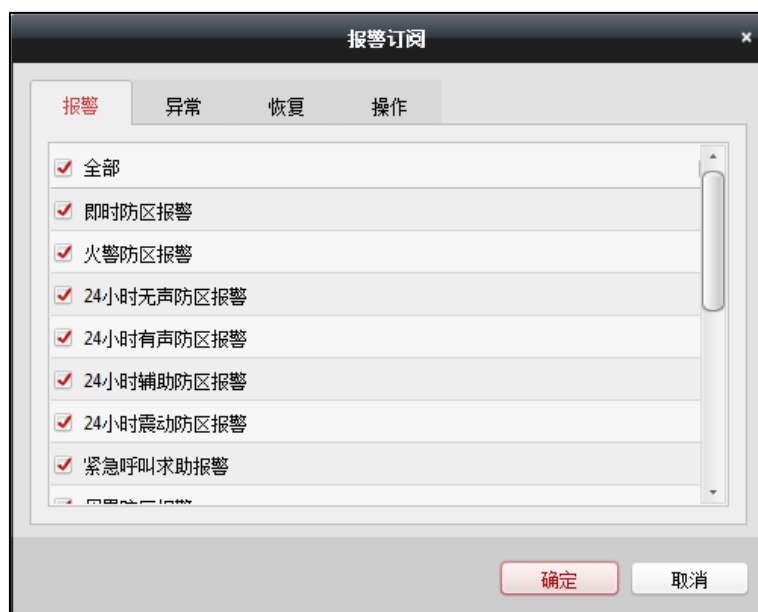 报警订阅
报警 异常 恢复 操作
全部
即时防区报警
火警防区报警
24小时无声防区报警
24小时有声防区报警
24小时辅助防区报警
24小时震动防区报警
紧急呼叫求助报警
确定 取消